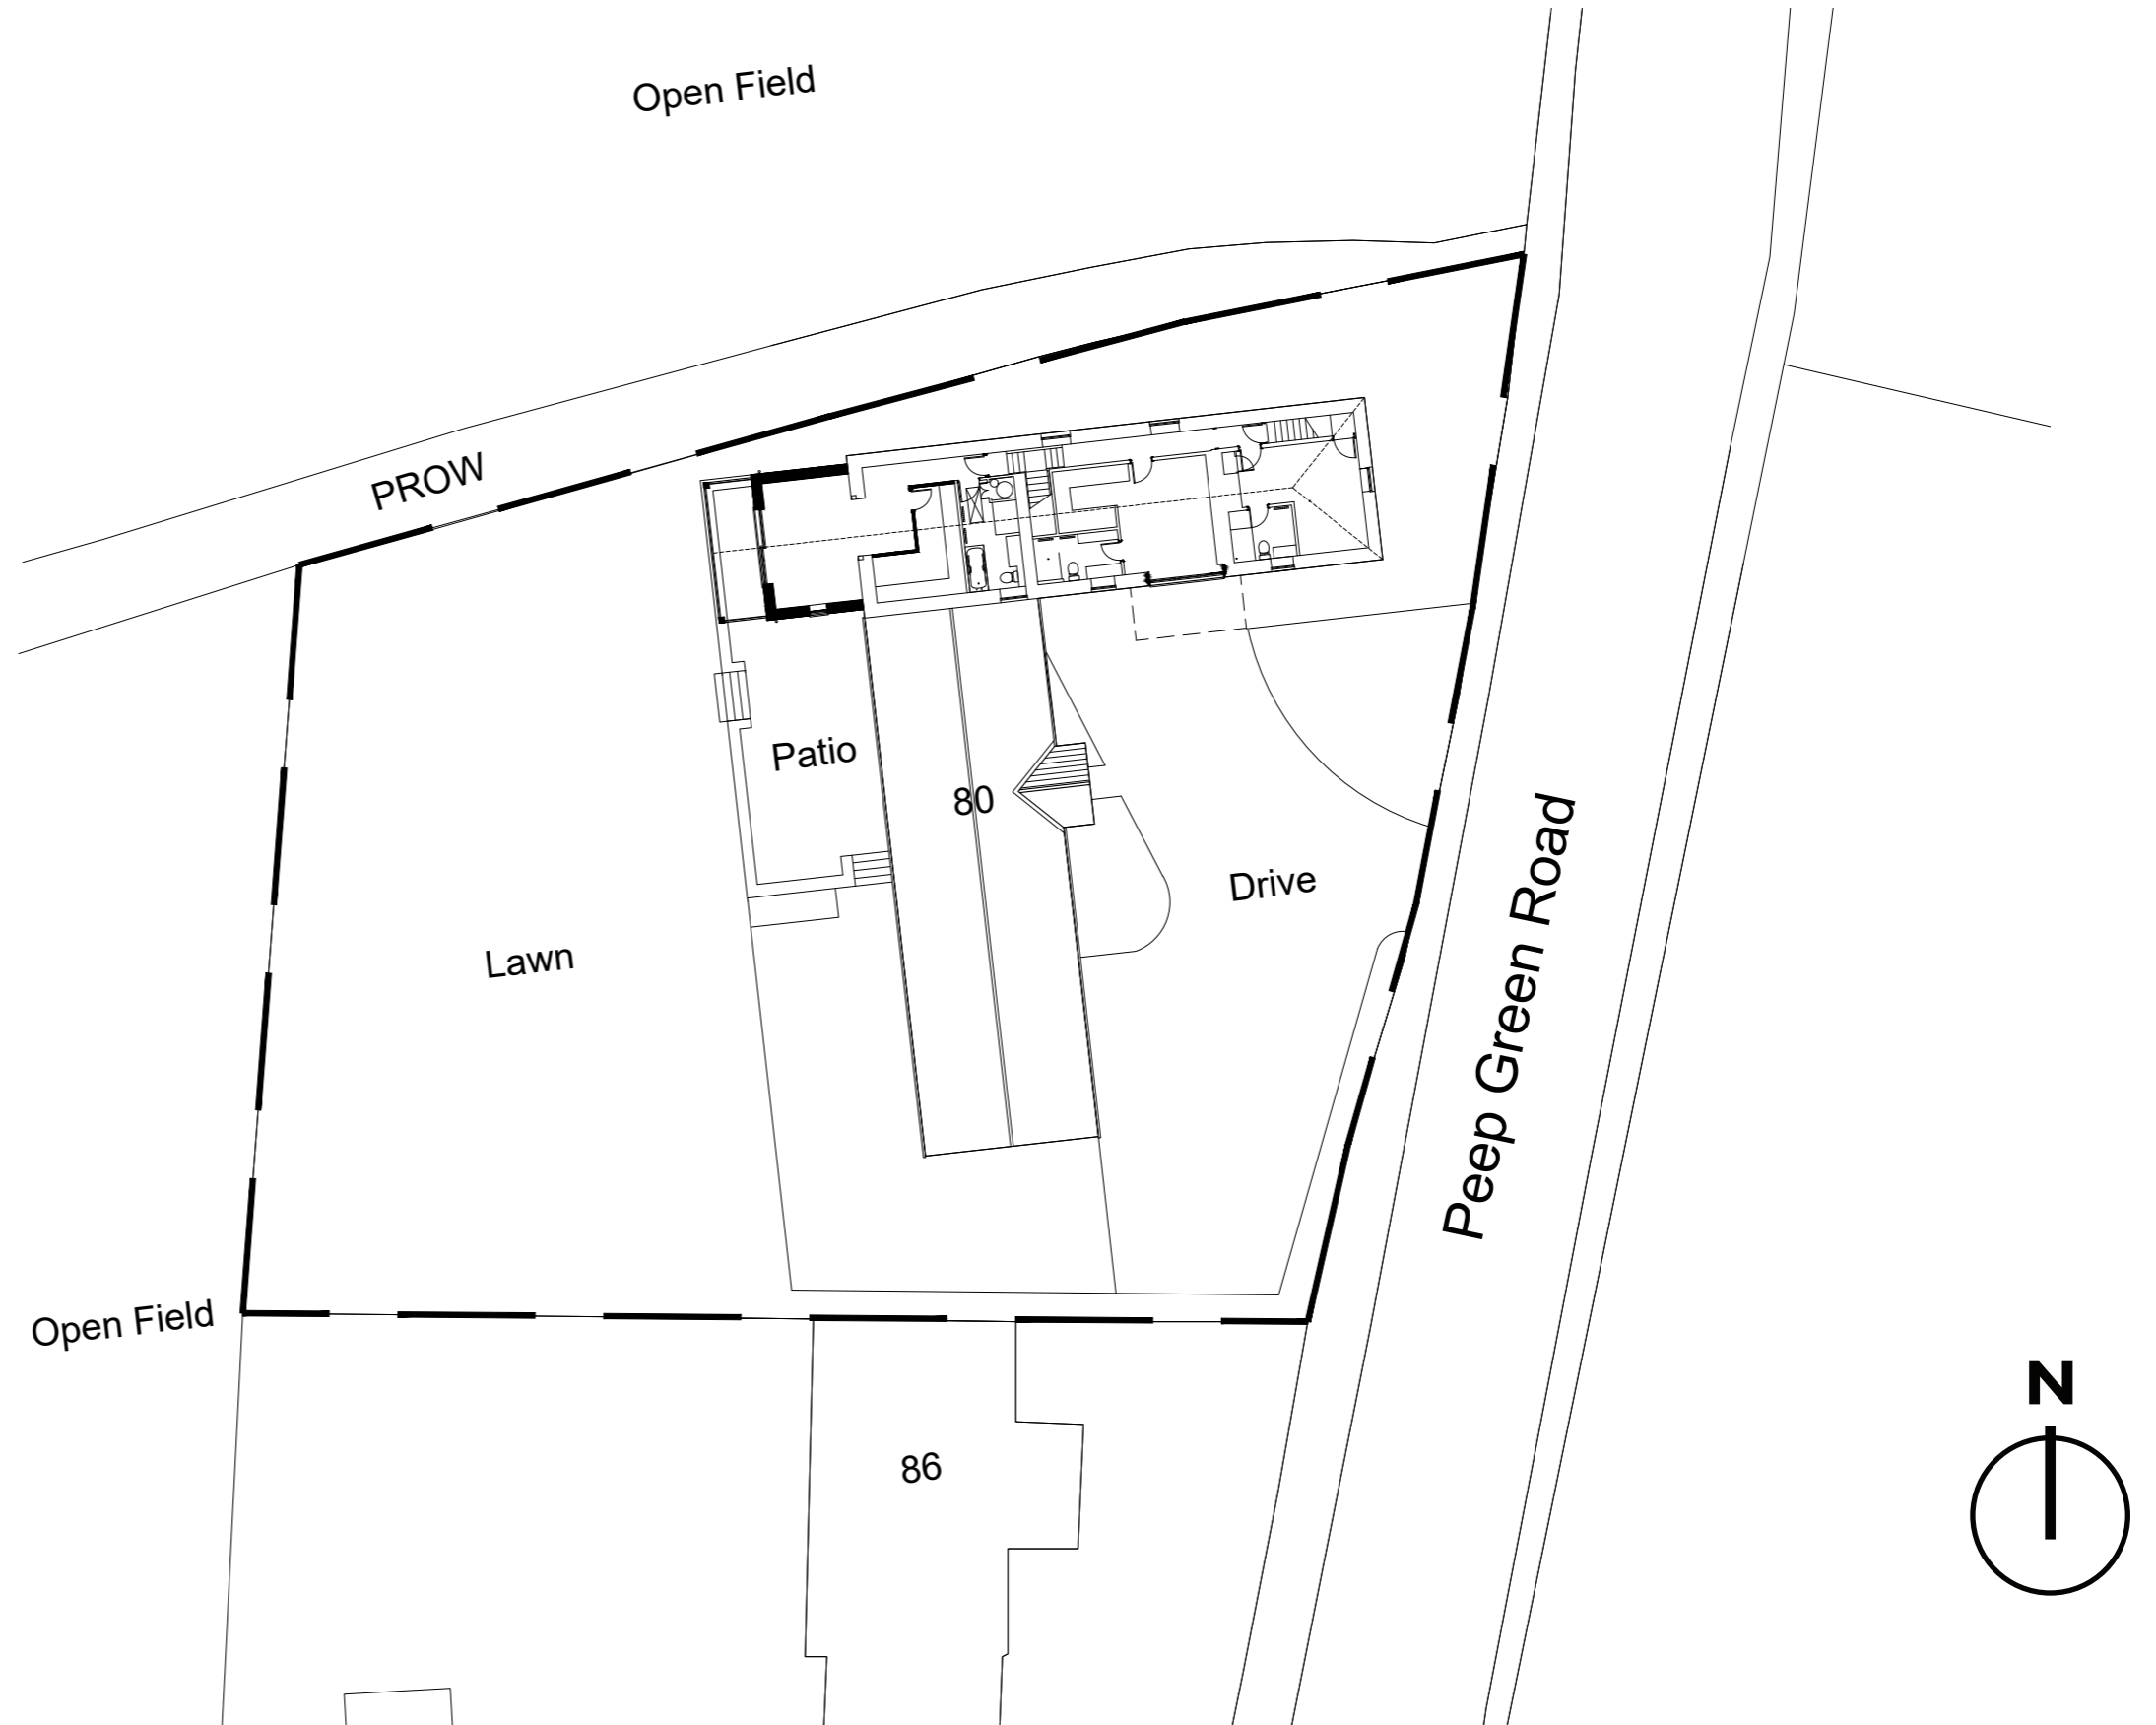 Open Field
PROW
Patio
80
Drive
Lawn
Peep Green Road
Open Field
N
86